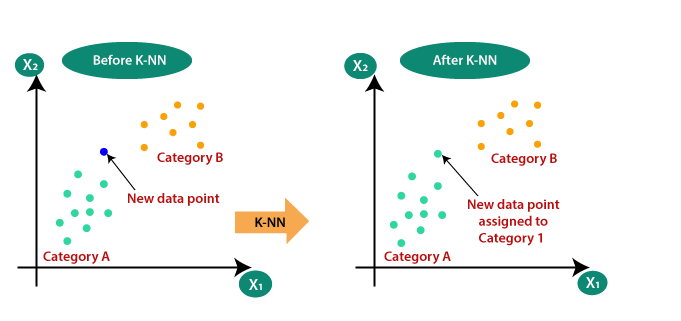 Before K-NN
X₂
Category B
New data point
Category A
X₁
K-NN
After K-NN
X₂
Category B
New data point
assigned to
Category 1
Category A
X₁